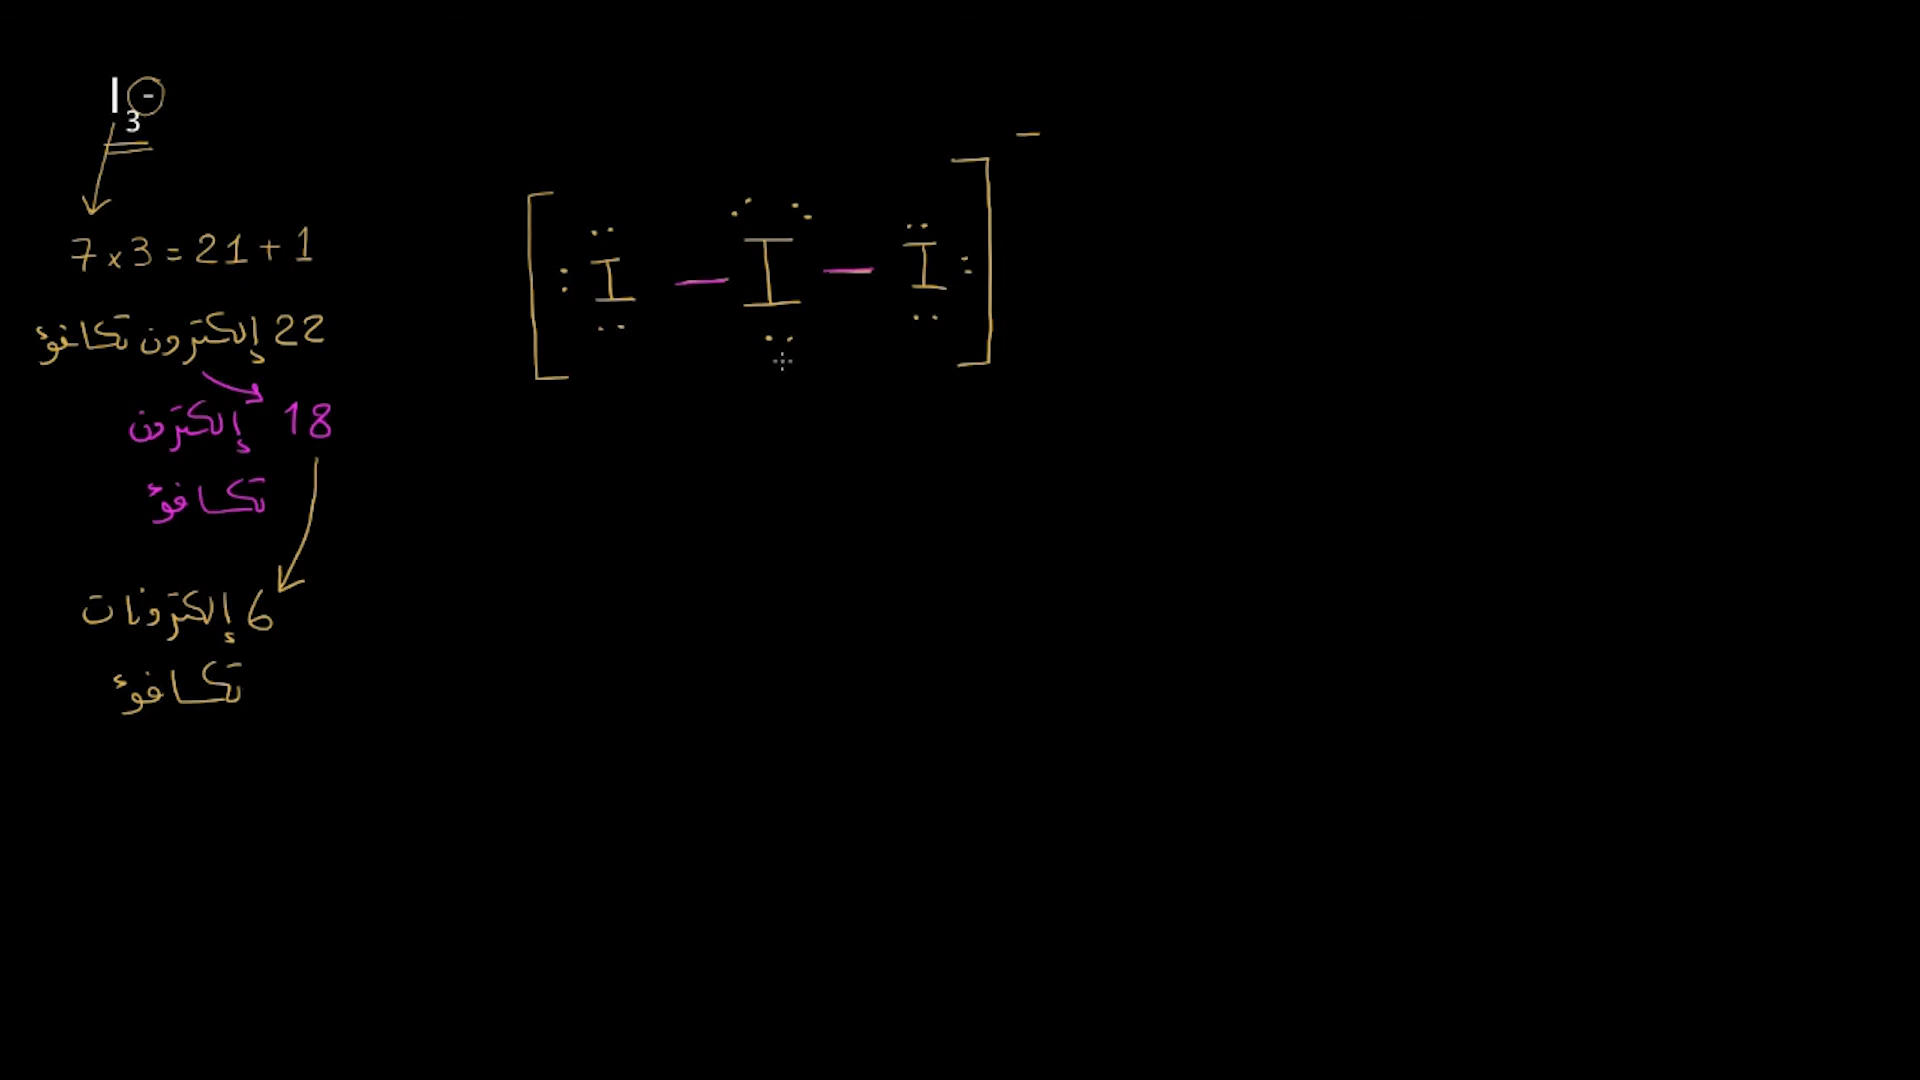 I₃⁻
7 × 3 = 21 + 1
22 إلكترون تكافؤ
18 إلكترون
تكافؤ
6 إلكترونات
تكافؤ
[:Ï — I — Ï:]⁻